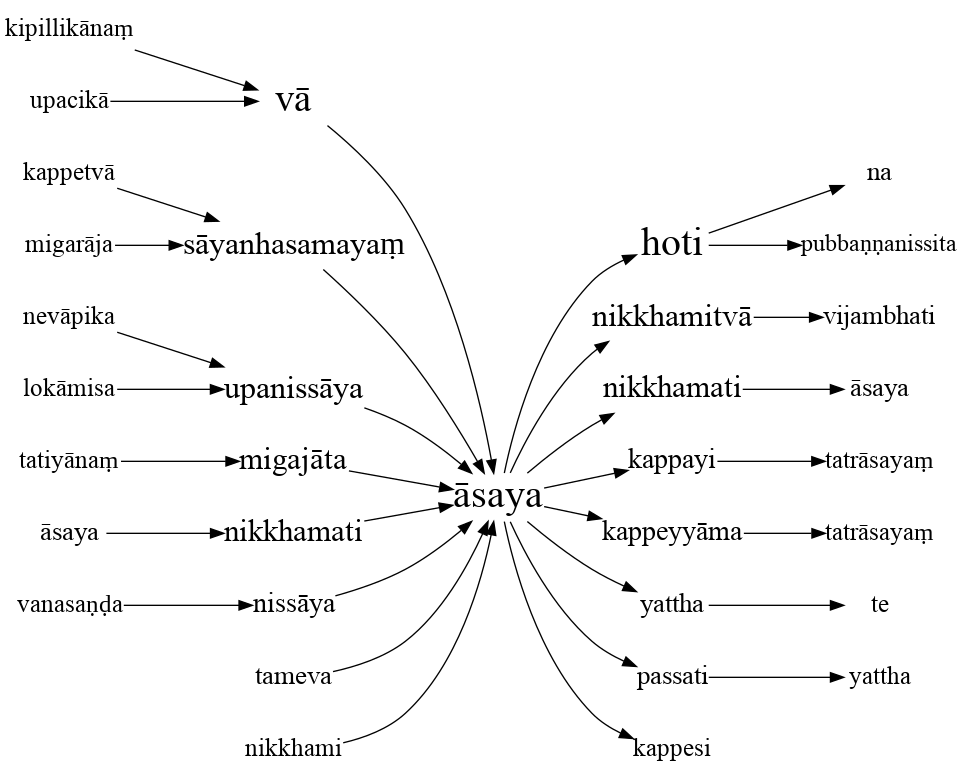 kipillikānaṃ
upacikā
vā
kappetvā
na
migarāja
sāyanhasamayaṃ
hoti
pubbaṇṇanissita
nevāpika
nikkhamitvā
vijambhati
lokāmisa
upanissāya
nikkhamati
āsaya
tatiyānaṃ
migajāta
kappayi
tatrāsayaṃ
āsaya
āsaya
nikkhamati
kappeyyāma
tatrāsayaṃ
vanasaṇḍa
nissāya
yattha
te
tameva
passati
yattha
nikkhami
kappesi